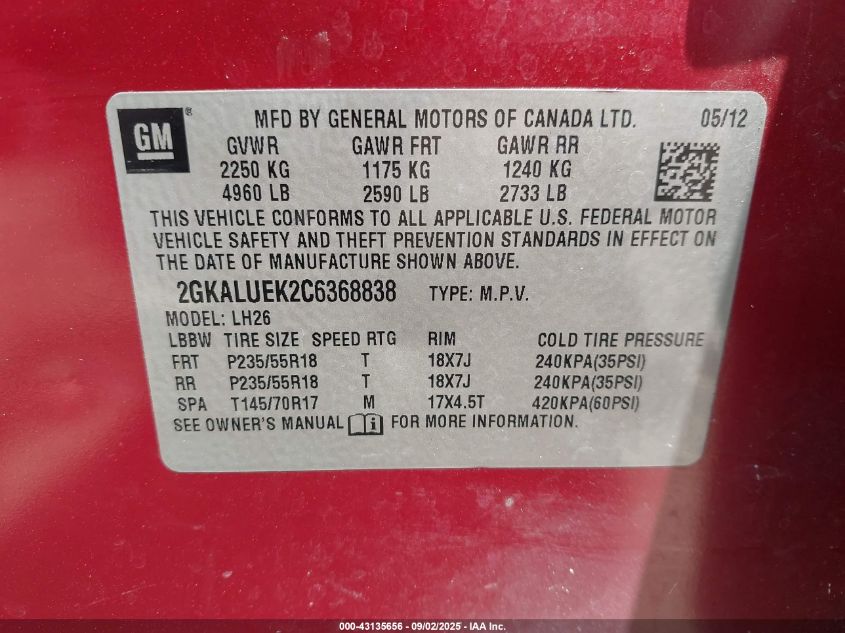 GM ® MFD BY GENERAL MOTORS OF CANADA LTD. 05/12
GVWR GAWR FRT GAWR RR
2250 KG 1175 KG 1240 KG
4960 LB 2590 LB 2733 LB
THIS VEHICLE CONFORMS TO ALL APPLICABLE U.S. FEDERAL MOTOR
VEHICLE SAFETY AND THEFT PREVENTION STANDARDS IN EFFECT ON
THE DATE OF MANUFACTURE SHOWN ABOVE.
2GKALUEK2C6368838 TYPE: M.P.V.
MODEL: LH26
LBBW TIRE SIZE SPEED RTG RIM COLD TIRE PRESSURE
FRT P235/55R18 T 18X7J 240KPA(35PSI)
RR P235/55R18 T 18X7J 240KPA(35PSI)
SPA T145/70R17 M 17X4.5T 420KPA(60PSI)
SEE OWNER'S MANUAL i FOR MORE INFORMATION.
000-43135656 - 09/02/2025 - IAA Inc.